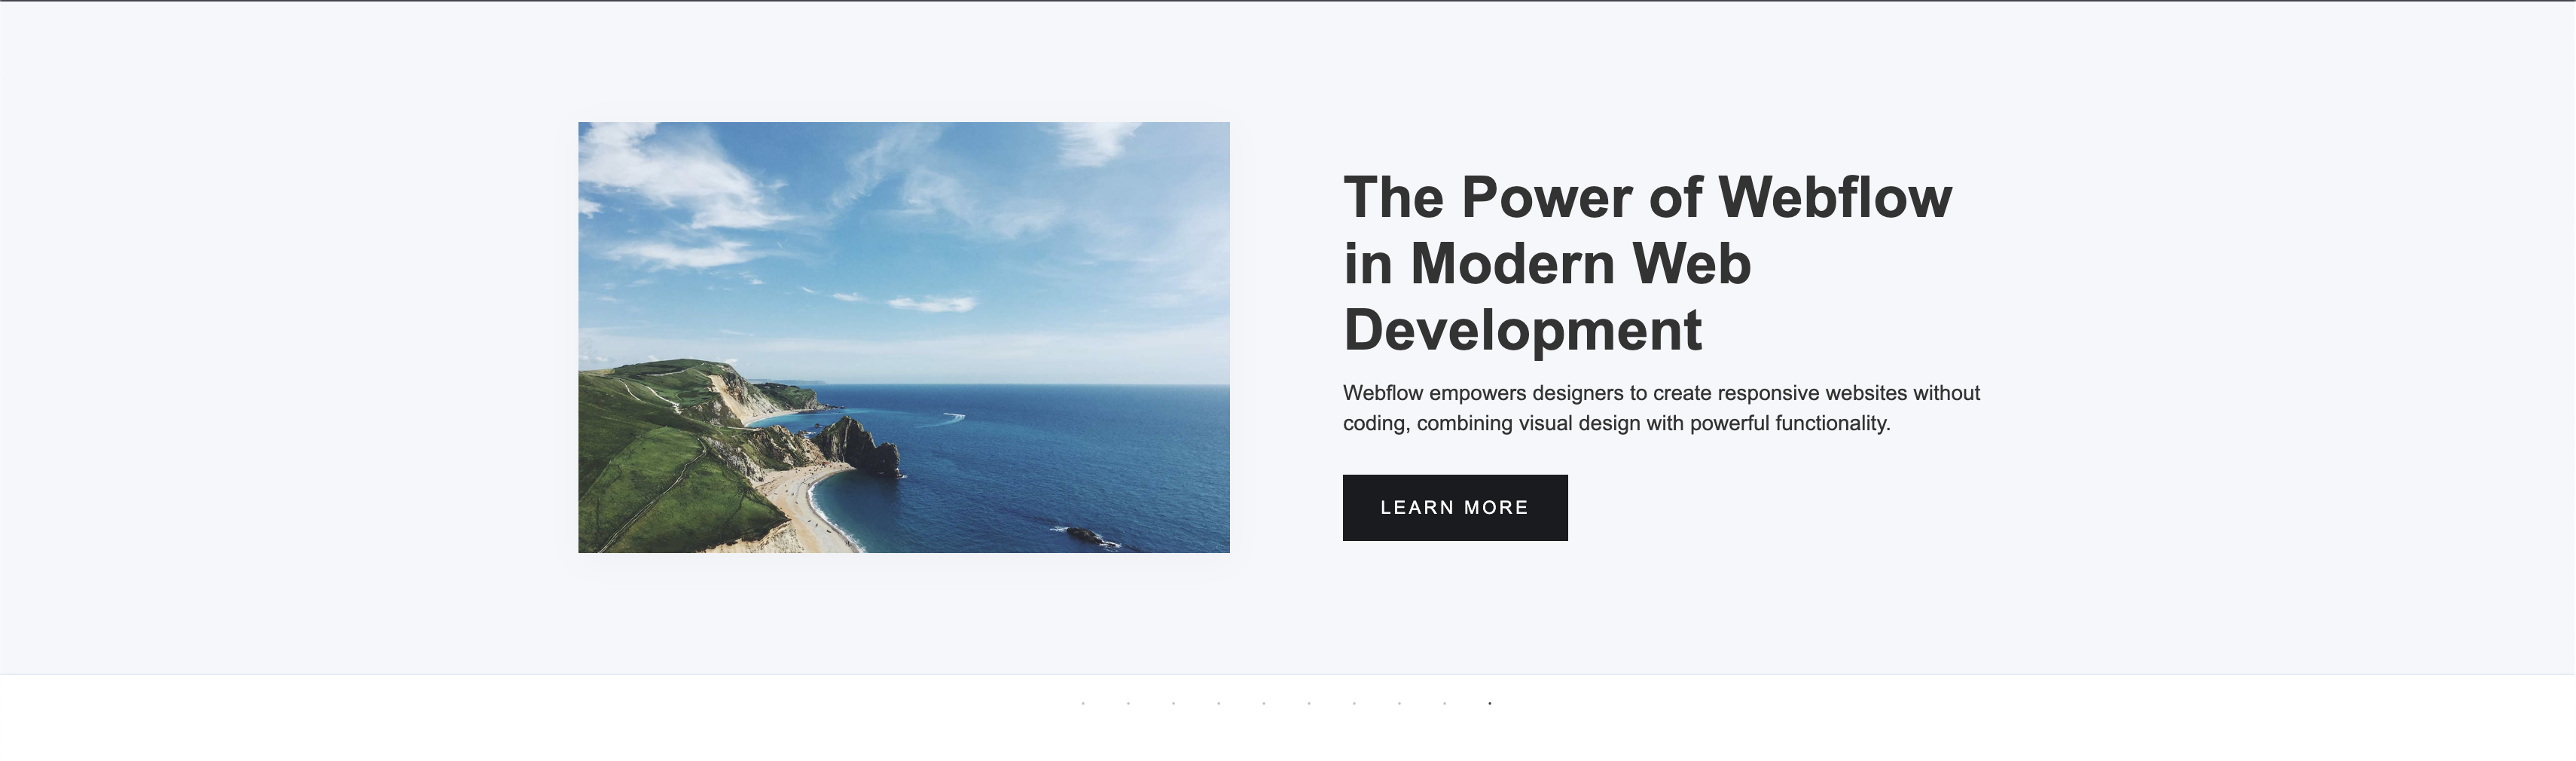 The Power of Webflow
in Modern Web
Development
Webflow empowers designers to create responsive websites without
coding, combining visual design with powerful functionality.
LEARN MORE